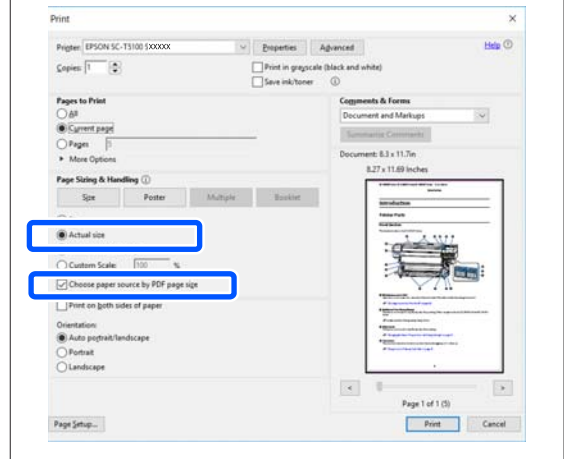 Print
Printer: EPSON SC-T5100 SXXXXX Properties Advanced Help
Copies: 1 Print in grayscale (black and white)
Save ink/toner
Pages to Print Comments & Forms
All Document and Markups
Current page Summarize Comments
Pages 5
More Options Document: 8.3 x 11.7in
8.27 x 11.69 Inches
Page Sizing & Handling
Size Poster Multiple Booklet
Actual size
Custom Scale: 100 %
Choose paper source by PDF page size
Print on both sides of paper
Orientation:
Auto portrait/landscape
Portrait
Landscape
Introduction
Printer Parts
< >
Page 1 of 1 (5)
Page Setup... Print Cancel